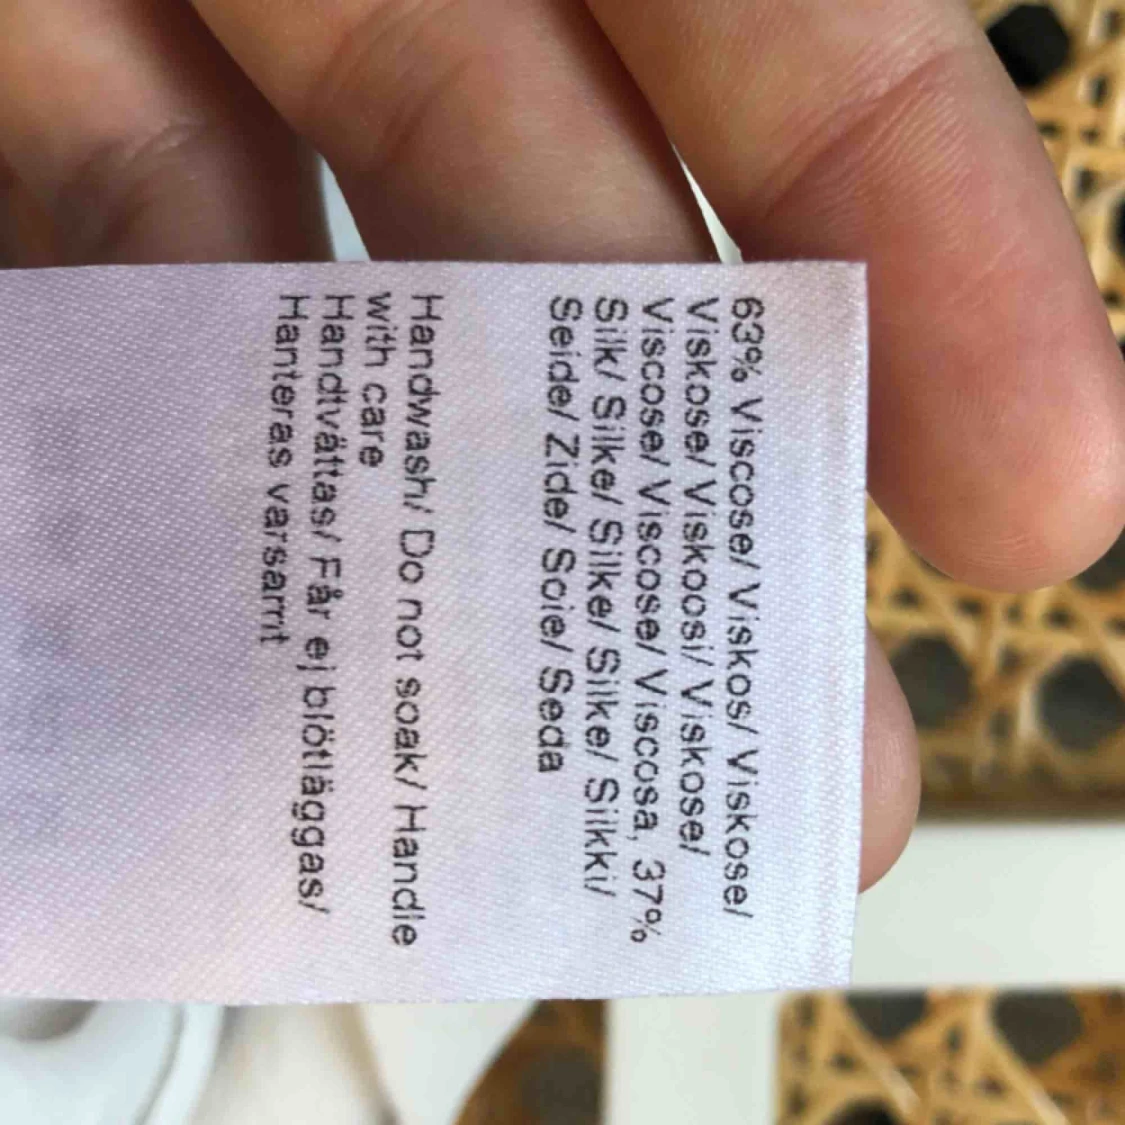 63% Viscose/ Viskos/ Viskose/
Viskose/ Viskoosi/ Viskose/
Viscose/ Viscose/ Viscosa, 37%
Silk/ Silke/ Silke/ Silke/ Silkki/
Seide/ Zide/ Soie/ Seda
Handwash/ Do not soak/ Handle
with care
Handtvättas/ Får ej blötläggas/
Hanteras varsamt